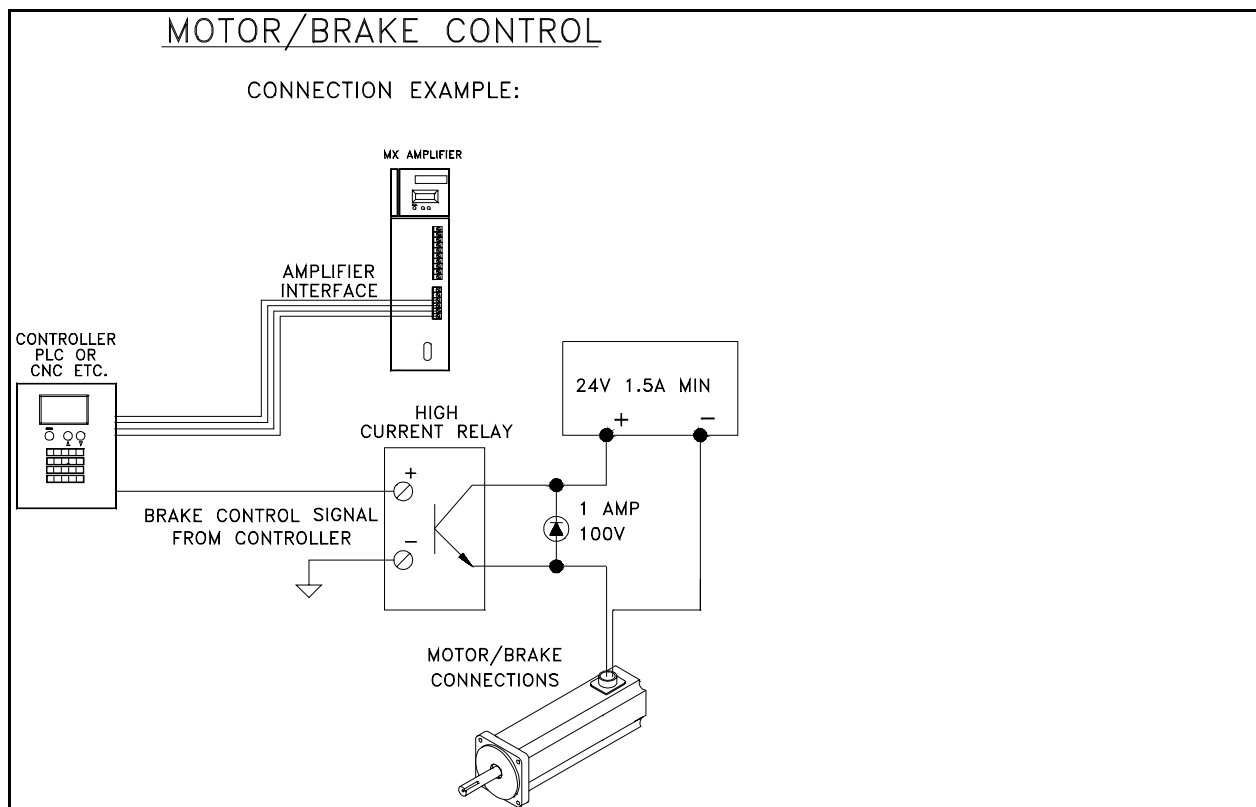 MOTOR/BRAKE CONTROL
CONNECTION EXAMPLE:
MX AMPLIFIER
AMPLIFIER
INTERFACE
CONTROLLER
PLC OR
CNC ETC.
24V 1.5A MIN
+ −
HIGH
CURRENT RELAY
+
1 AMP
100V
BRAKE CONTROL SIGNAL
FROM CONTROLLER
−
MOTOR/BRAKE
CONNECTIONS